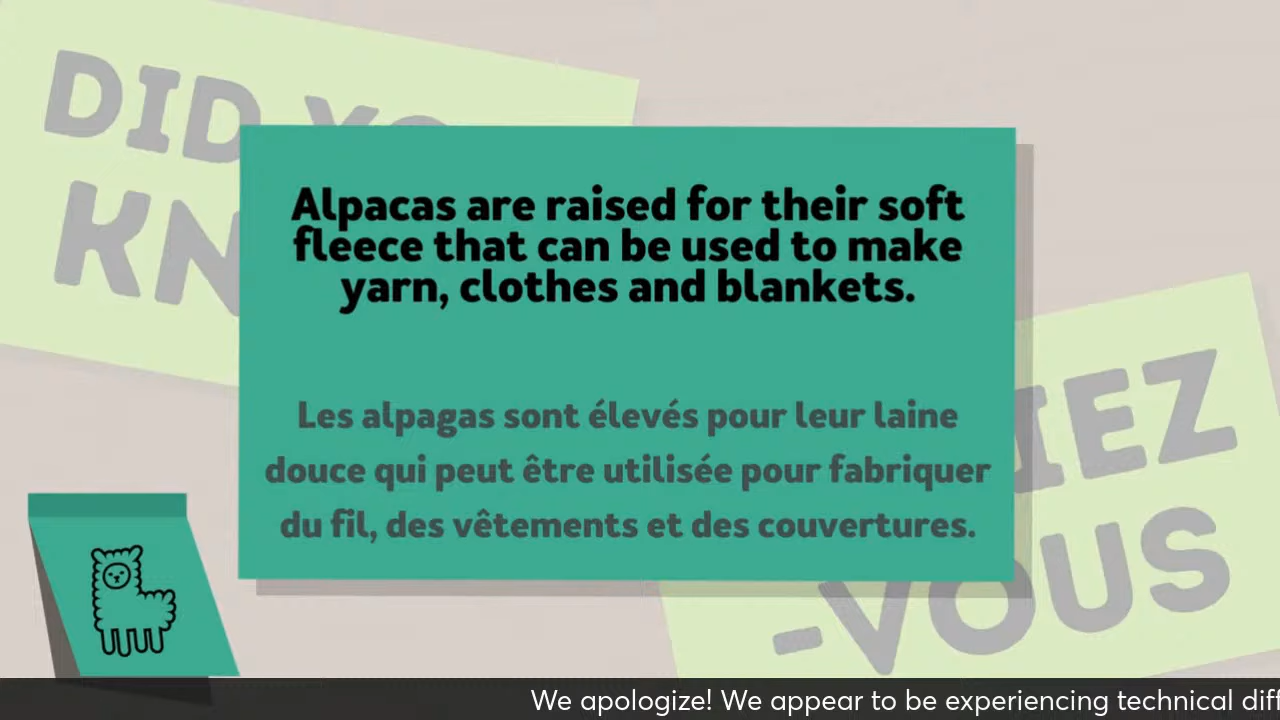 DID
KN
Alpacas are raised for their soft
fleece that can be used to make
yarn, clothes and blankets.
Les alpagas sont élevés pour leur laine
douce qui peut être utilisée pour fabriquer
du fil, des vêtements et des couvertures.
IEZ
-VOUS
We apologize! We appear to be experiencing technical diff